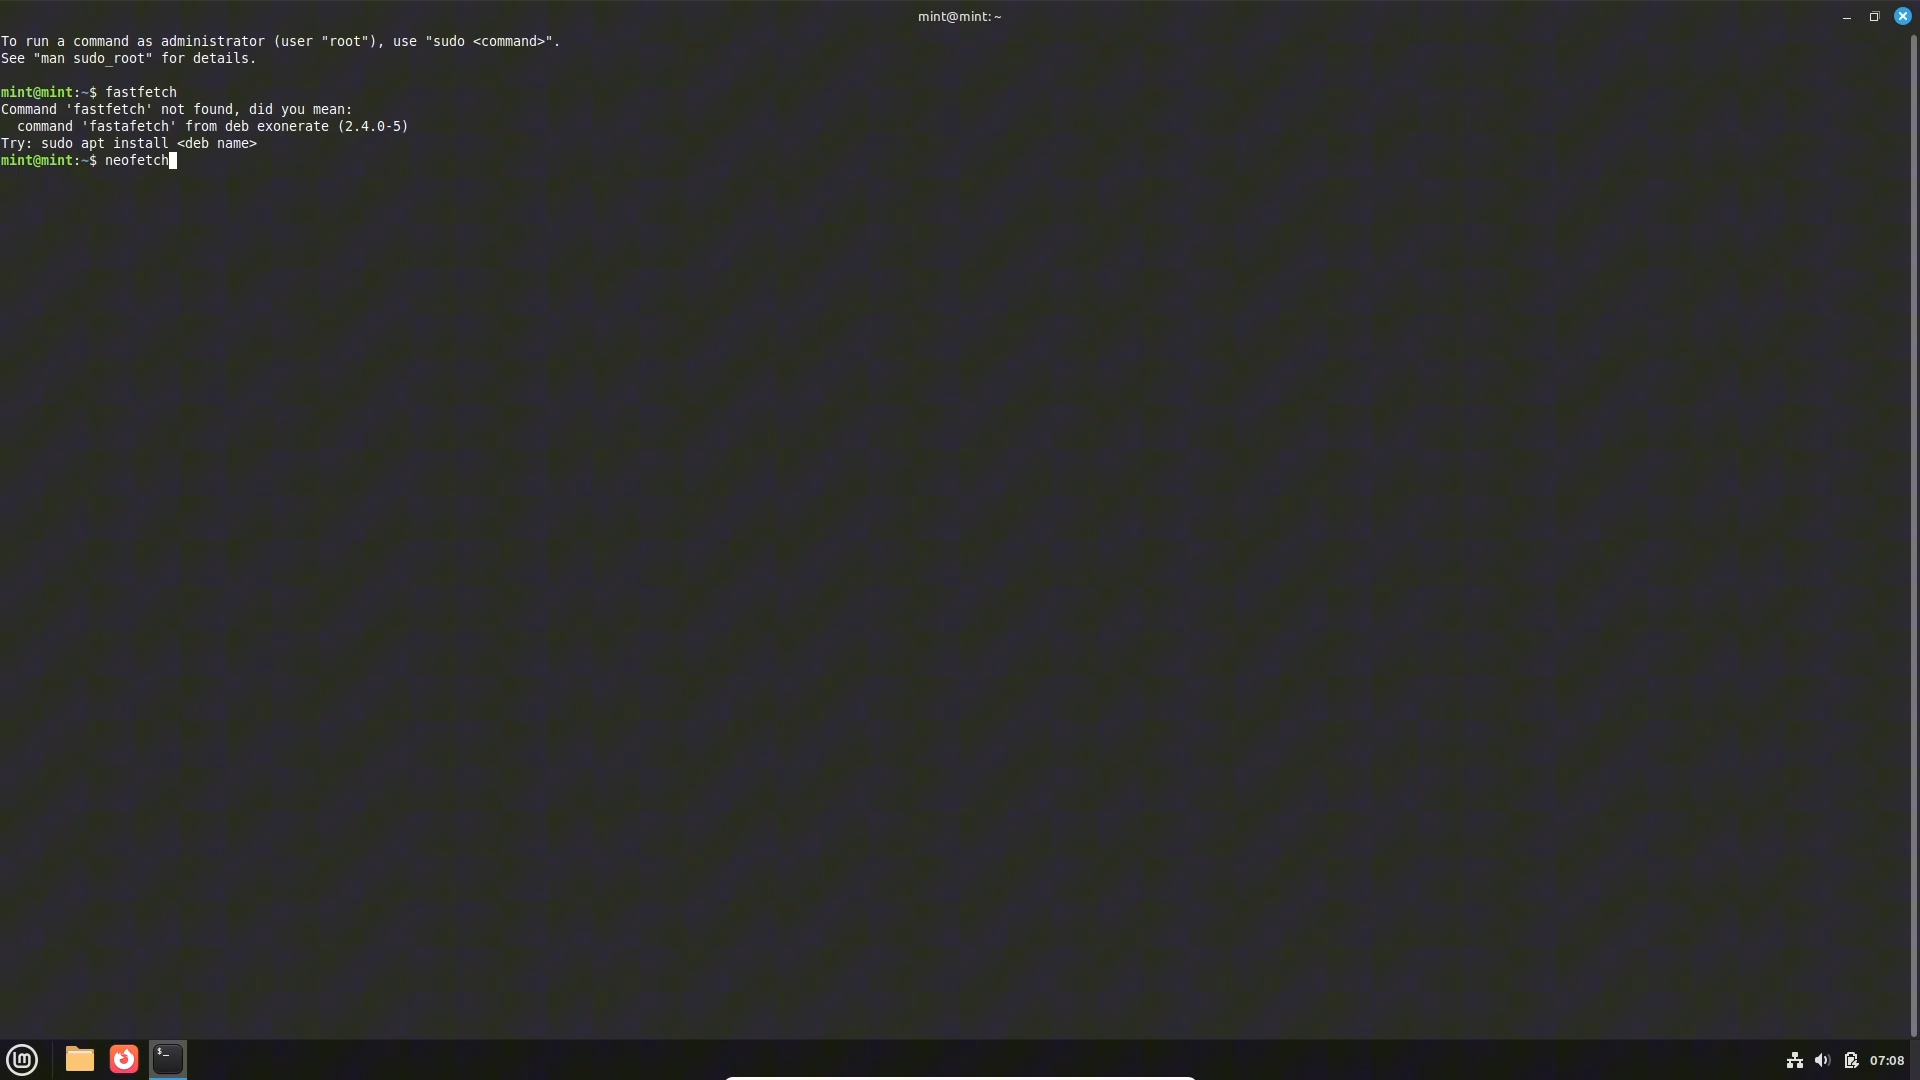 mint@mint: ~
To run a command as administrator (user "root"), use "sudo <command>".
See "man sudo_root" for details.
mint@mint:~$ fastfetch
Command 'fastfetch' not found, did you mean:
  command 'fastafetch' from deb exonerate (2.4.0-5)
Try: sudo apt install <deb name>
mint@mint:~$ neofetch
$_
07:08